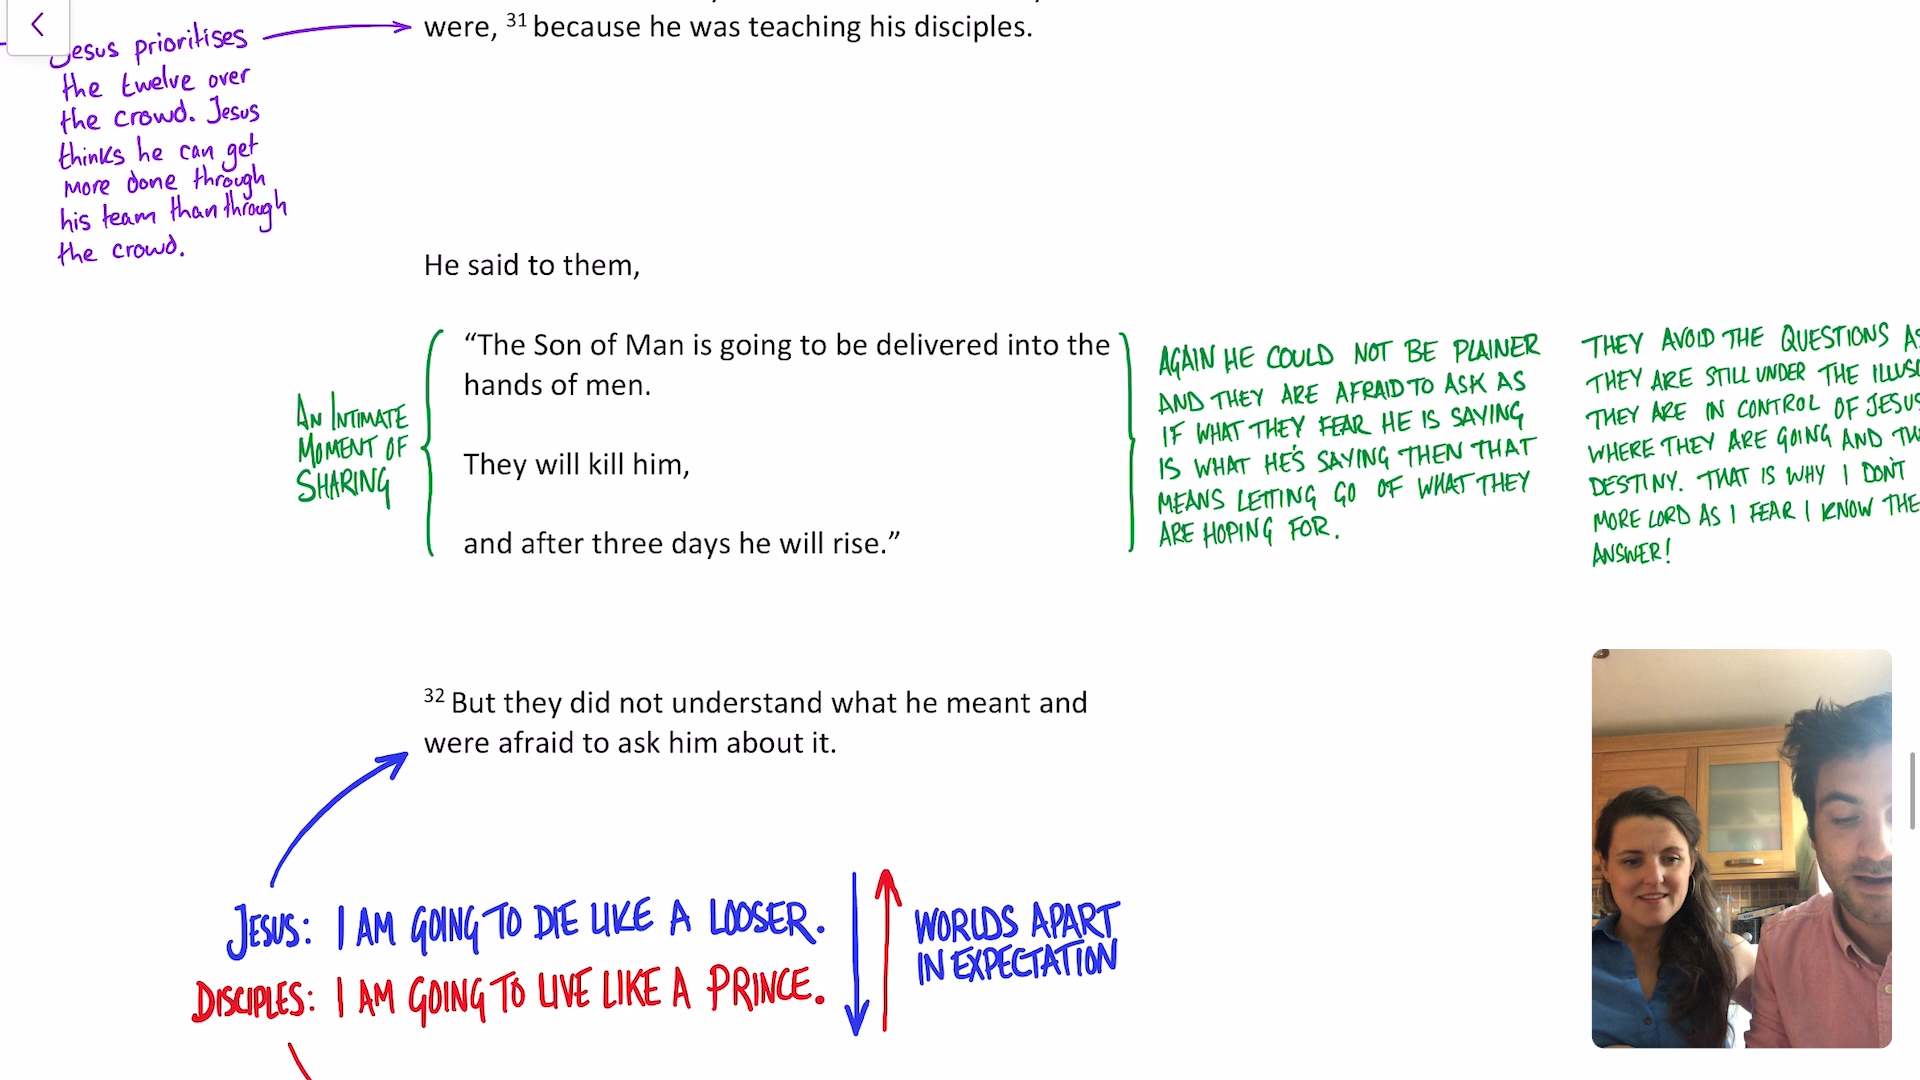 were, 31 because he was teaching his disciples.
Jesus prioritises
the twelve over
the crowd. Jesus
thinks he can get
more done through
his team than through
the crowd.
He said to them,
“The Son of Man is going to be delivered into the
hands of men.
They will kill him,
and after three days he will rise.”
AN INTIMATE
MOMENT OF
SHARING
AGAIN HE COULD NOT BE PLAINER
AND THEY ARE AFRAID TO ASK AS
IF WHAT THEY FEAR HE IS SAYING
IS WHAT HE'S SAYING THEN THAT
MEANS LETTING GO OF WHAT THEY
ARE HOPING FOR.
THEY AVOID THE QUESTIONS AS
THEY ARE STILL UNDER THE
THEY ARE IN CONTROL OF JESUS
WHERE THEY ARE GOING AND
DESTINY. THAT IS WHY I DON'T
MORE LORD AS I FEAR I KNOW THE
ANSWER!
32 But they did not understand what he meant and
were afraid to ask him about it.
JESUS: I AM GOING TO DIE LIKE A LOOSER.
DISCIPLES: I AM GOING TO LIVE LIKE A PRINCE.
WORLDS APART
IN EXPECTATION